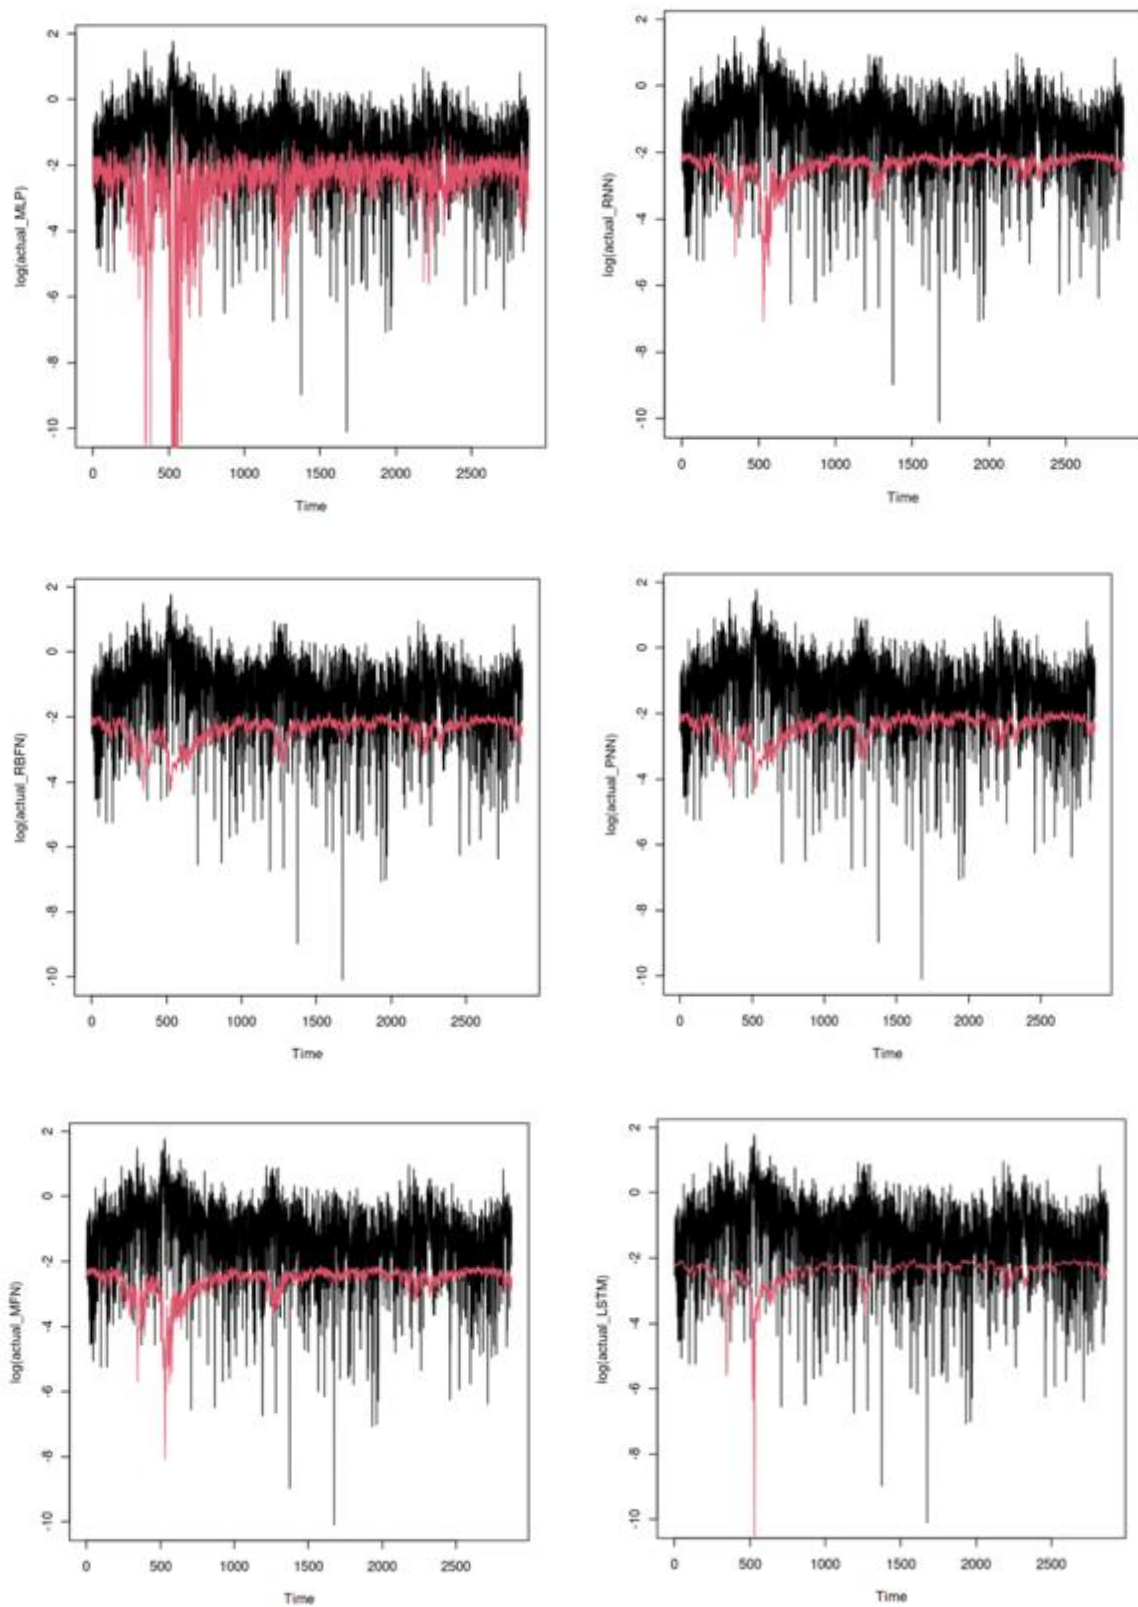 2
0
-2
-4
-6
-8
-10
log(actual_MLP)
0 500 1000 1500 2000 2500
Time
2
0
-2
-4
-6
-8
-10
log(actual_RNN)
0 500 1000 1500 2000 2500
Time
2
0
-2
-4
-6
-8
-10
log(actual_RBFN)
0 500 1000 1500 2000 2500
Time
2
0
-2
-4
-6
-8
-10
log(actual_PNN)
0 500 1000 1500 2000 2500
Time
2
0
-2
-4
-6
-8
-10
log(actual_MFN)
0 500 1000 1500 2000 2500
Time
2
0
-2
-4
-6
-8
-10
log(actual_LSTM)
0 500 1000 1500 2000 2500
Time